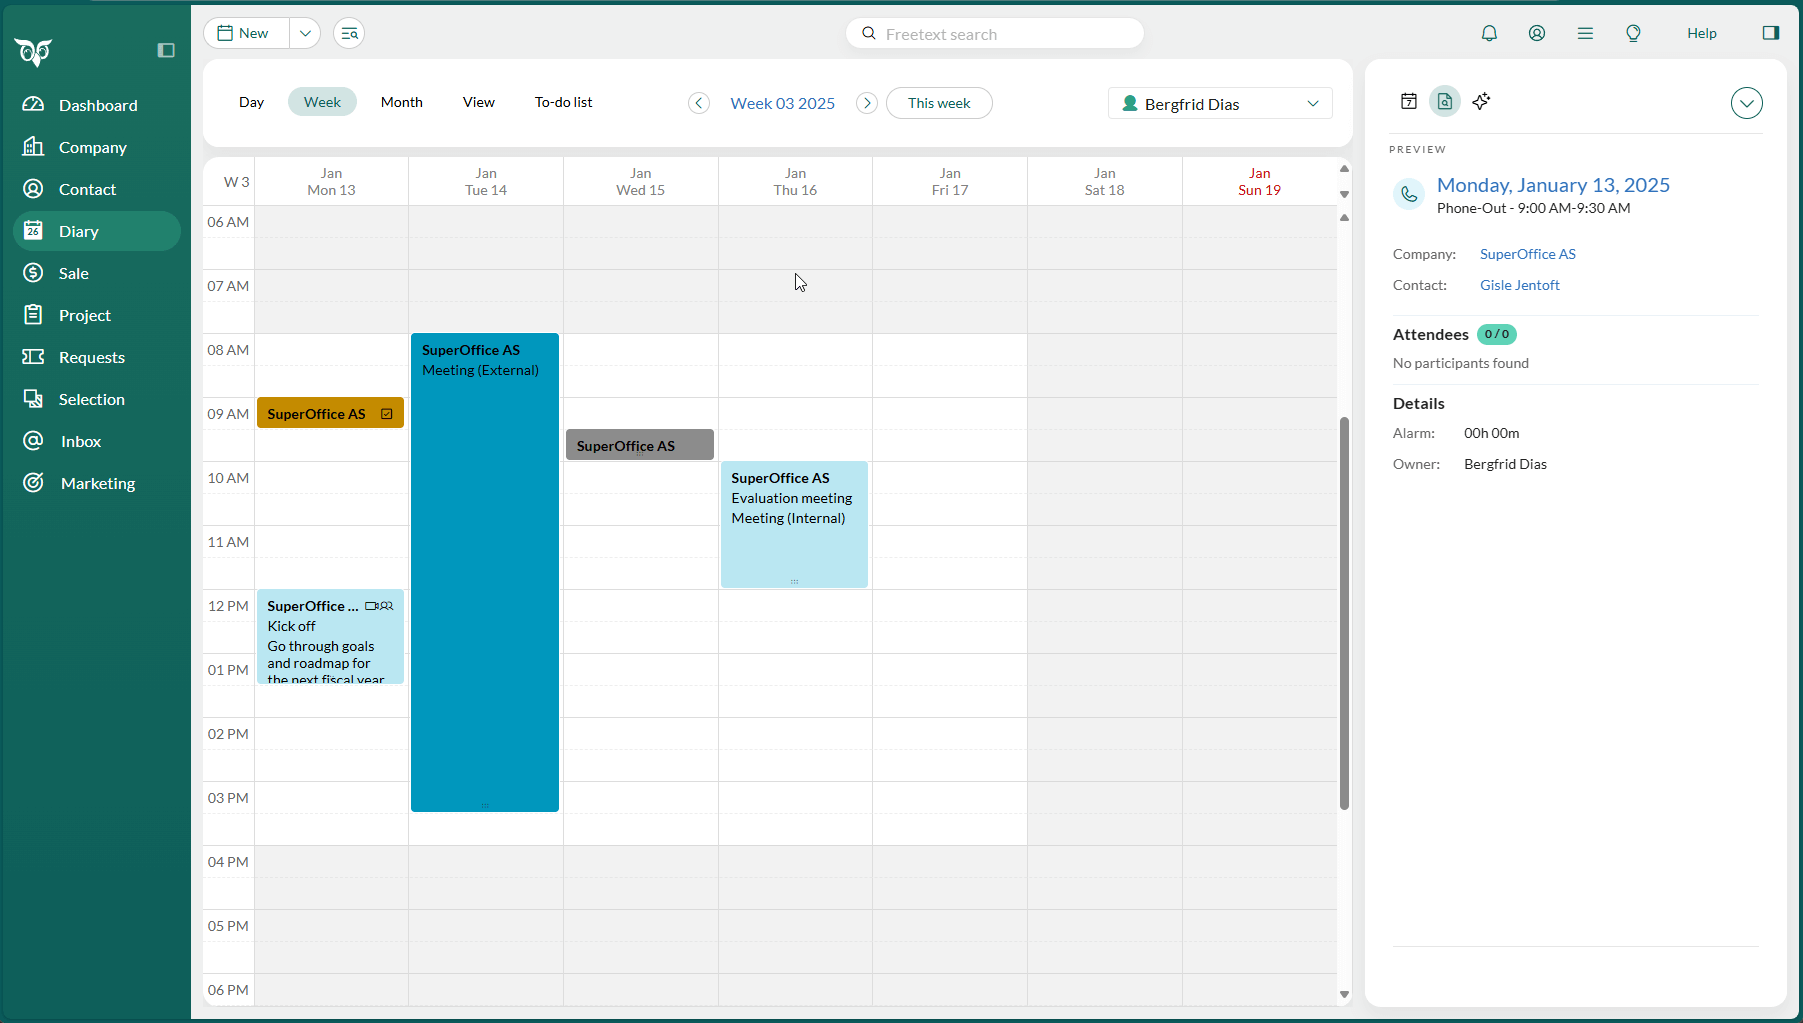 New
Freetext search
Help
Dashboard
Company
Contact
26
Diary
Sale
Project
Requests
Selection
Inbox
Marketing
Day
Week
Month
View
To-do list
Week 03 2025
This week
Bergfrid Dias
W 3
Jan
Mon 13
Jan
Tue 14
Jan
Wed 15
Jan
Thu 16
Jan
Fri 17
Jan
Sat 18
Jan
Sun 19
06 AM
07 AM
08 AM
09 AM
10 AM
11 AM
12 PM
01 PM
02 PM
03 PM
04 PM
05 PM
06 PM
SuperOffice AS
SuperOffice ...
Kick off
Go through goals
and roadmap for
the next fiscal year
SuperOffice AS
Meeting (External)
SuperOffice AS
SuperOffice AS
Evaluation meeting
Meeting (Internal)
7
PREVIEW
Monday, January 13, 2025
Phone-Out - 9:00 AM-9:30 AM
Company: SuperOffice AS
Contact: Gisle Jentoft
Attendees 0 / 0
No participants found
Details
Alarm: 00h 00m
Owner: Bergfrid Dias